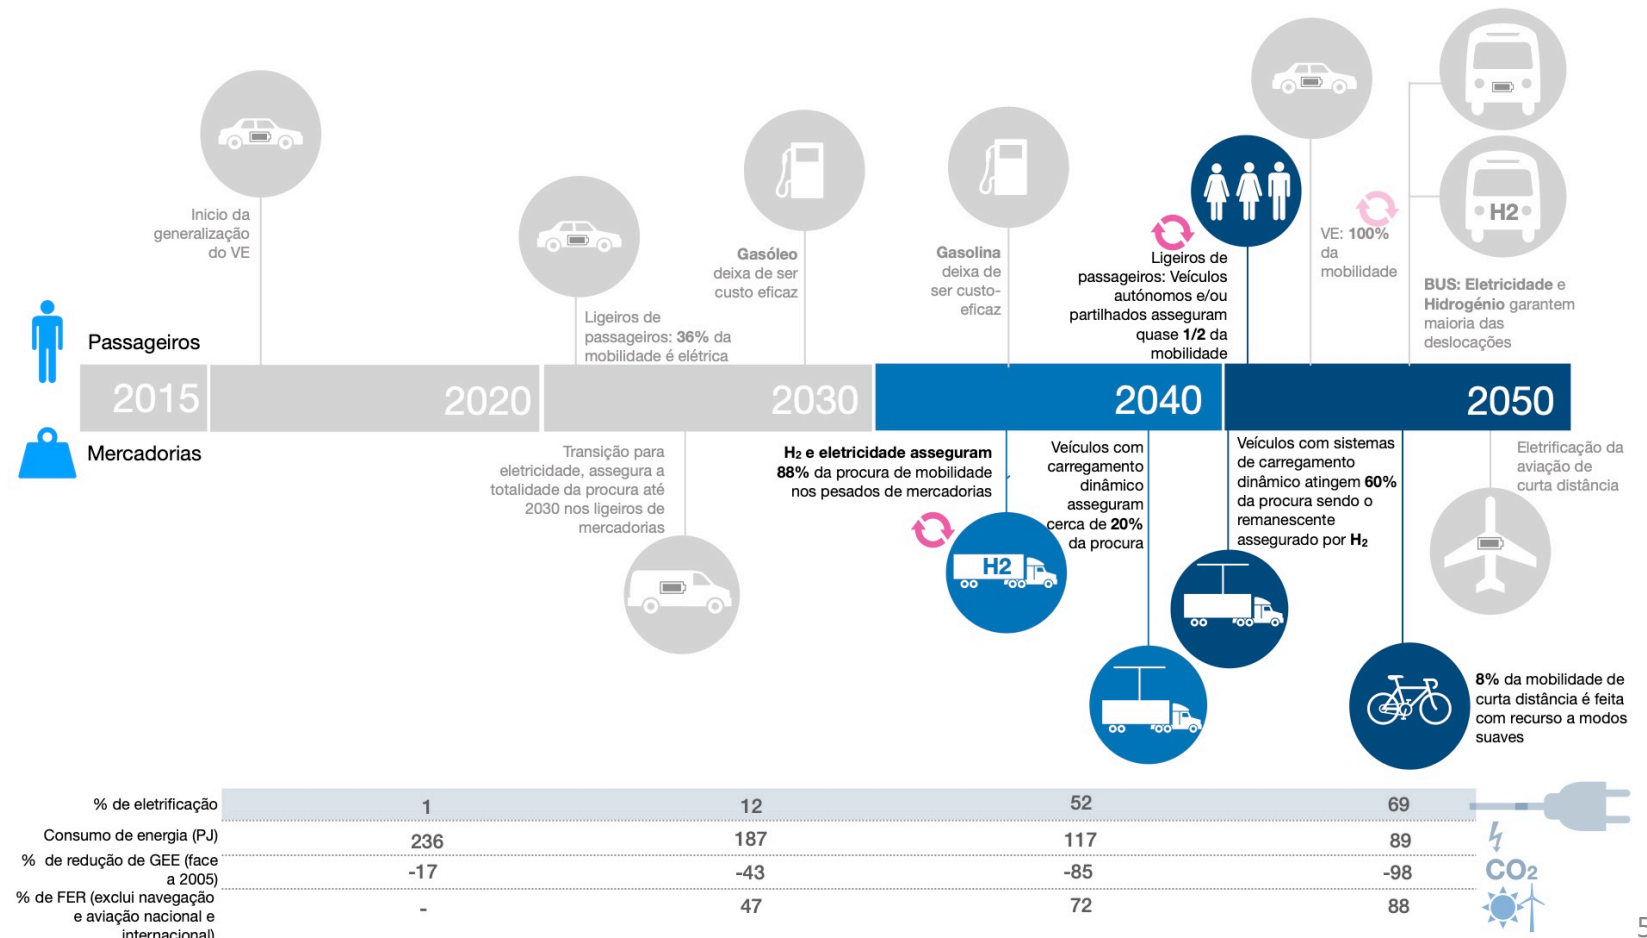 Inicio da
generalização
do VE
Ligeiros de
passageiros: 36% da
mobilidade é elétrica
Gasóleo
deixa de ser
custo eficaz
Gasolina
deixa de
ser custo-
eficaz
Ligeiros de
passageiros: Veículos
autónomos e/ou
partilhados asseguram
quase 1/2 da
mobilidade
VE: 100%
da
mobilidade
H2
BUS: Eletricidade e
Hidrogénio garantem
maioria das
deslocações
Passageiros
2015
2020
2030
2040
2050
Mercadorias
Transição para
eletricidade, assegura a
totalidade da procura até
2030 nos ligeiros de
mercadorias
H₂ e eletricidade asseguram
88% da procura de mobilidade
nos pesados de mercadorias
H2
Veículos com
carregamento
dinâmico
asseguram
cerca de 20%
da procura
Veículos com sistemas
de carregamento
dinâmico atingem 60%
da procura sendo o
remanescente
assegurado por H₂
Eletrificação da
aviação de
curta distância
8% da mobilidade de
curta distância é feita
com recurso a modos
suaves
% de eletrificação 1 12 52 69
Consumo de energia (PJ) 236 187 117 89
% de redução de GEE (face
a 2005) -17 -43 -85 -98
CO₂
% de FER (exclui navegação
e aviação nacional e
internacional) - 47 72 88
5